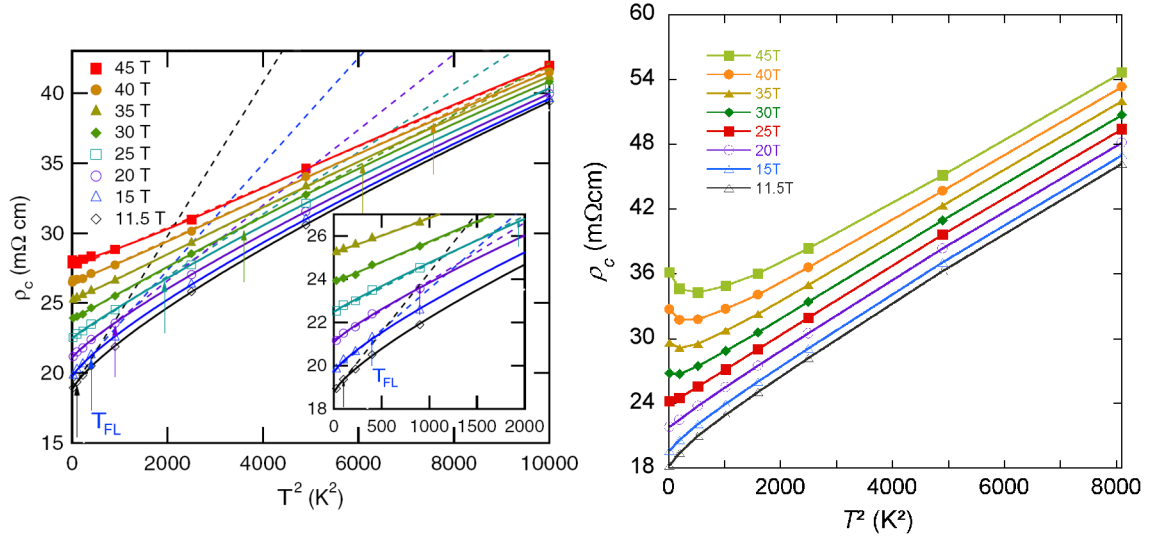 45 T
40 T
35 T
30 T
25 T
20 T
15 T
11.5 T
40
35
30
25
20
15
ρc (mΩ cm)
0
2000
4000
6000
8000
10000
T² (K²)
TFL
26
24
22
20
18
0
500
1000
1500
2000
TFL
45T
40T
35T
30T
25T
20T
15T
11.5T
54
48
42
36
30
24
18
ρc (mΩcm)
0
2000
4000
6000
8000
T² (K²)